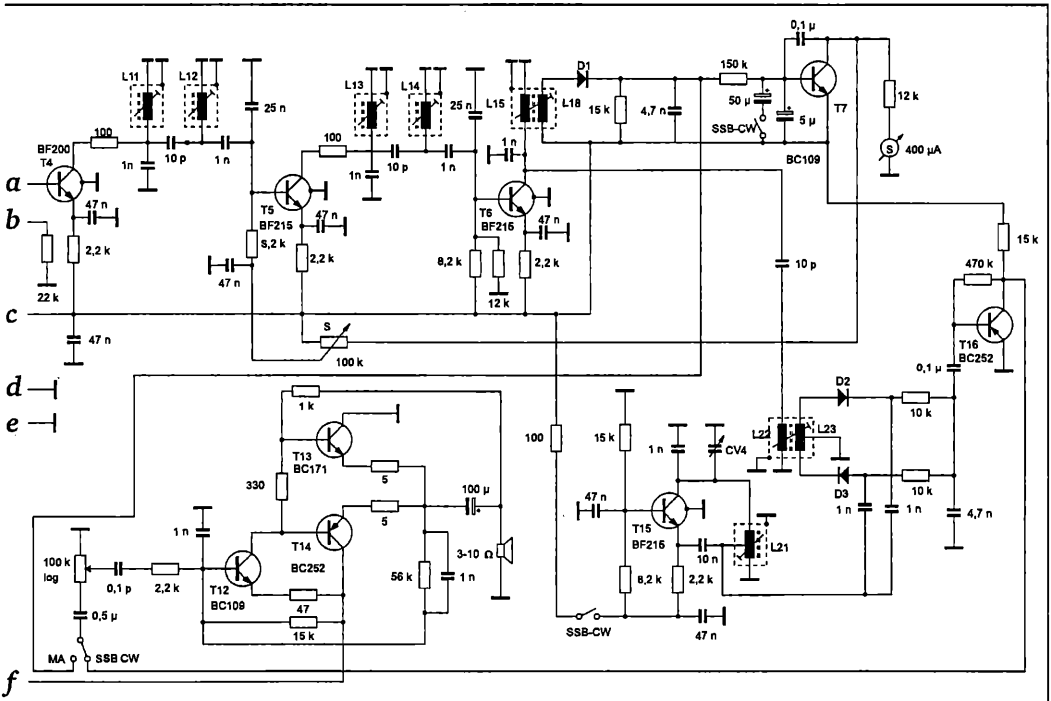 L11
L12
25 n
100
1n
10 p
1 n
BF200
T4
a
47 n
b
2,2 k
22 k
c
47 n
d
e
L13
L14
25 n
100
1n
10 p
1 n
T5
BF215
47 n
8,2 k
2,2 k
47 n
S
100 k
L15
L18
1 n
T6
BF215
47 n
8,2 k
12 k
2,2 k
D1
15 k
4,7 n
150 k
0,1 µ
50 µ
+
SSB-CW
+
5 µ
T7
BC109
12 k
S
400 µA
10 p
15 k
470 k
T16
BC252
0,1 µ
D2
10 k
L22
L23
D3
10 k
1 n
1 n
4,7 n
1 k
T13
BC171
330
5
5
100 µ
+
T14
BC252
3-10 Ω
1 n
100 k
log
0,1 p
2,2 k
T12
BC109
47
15 k
56 k
1 n
0,5 µ
MA
SSB CW
f
100
15 k
1 n
CV4
47 n
T15
BF215
10 n
L21
8,2 k
2,2 k
SSB-CW
47 n